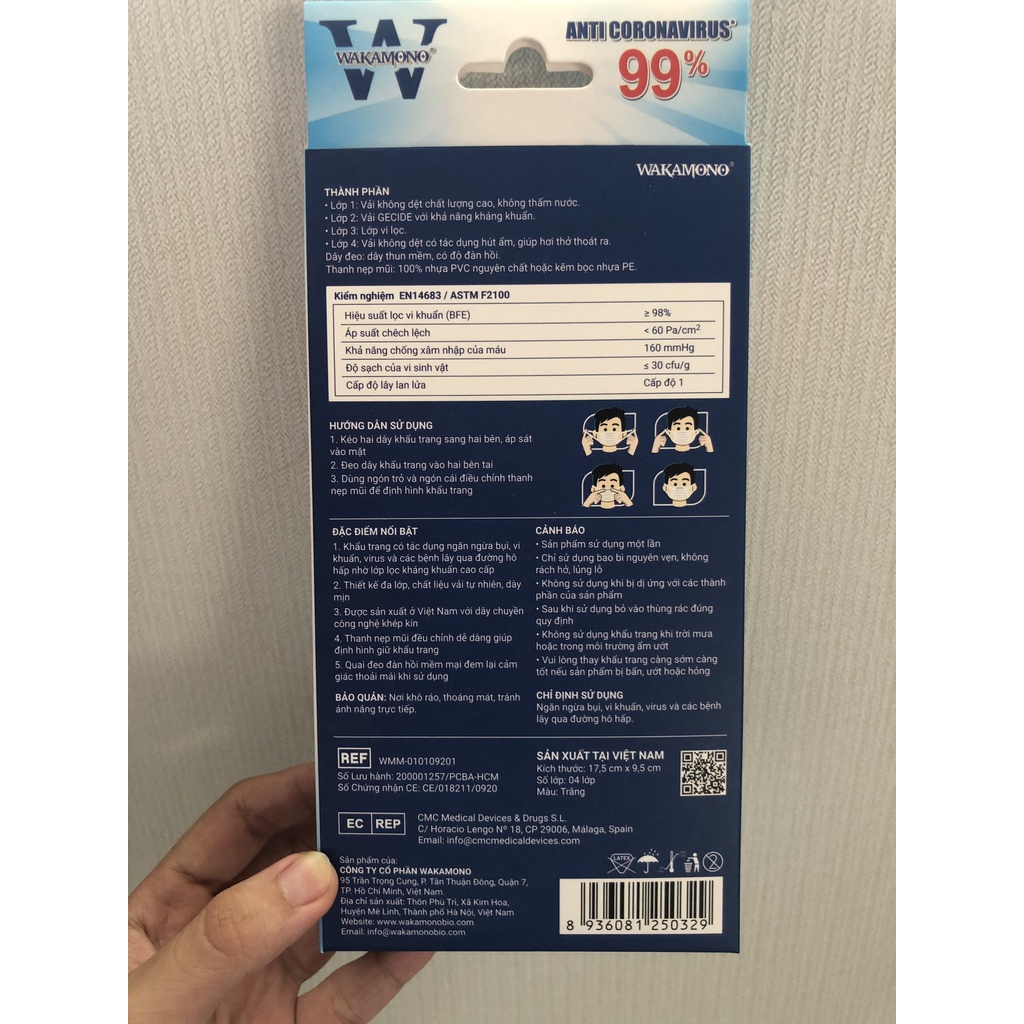 W
WAKAMONO®
ANTI CORONAVIRUS*
99%
WAKAMONO®
THÀNH PHẦN
• Lớp 1: Vải không dệt chất lượng cao, không thấm nước.
• Lớp 2: Vải GECIDE với khả năng kháng khuẩn.
• Lớp 3: Lớp vi lọc.
• Lớp 4: Vải không dệt có tác dụng hút ẩm, giúp hơi thở thoát ra.
Dây đeo: dây thun mềm, có độ đàn hồi.
Thanh nẹp mũi: 100% nhựa PVC nguyên chất hoặc kẽm bọc nhựa PE.
Kiểm nghiệm EN14683 / ASTM F2100
Hiệu suất lọc vi khuẩn (BFE) ≥ 98%
Áp suất chêch lệch < 60 Pa/cm²
Khả năng chống xâm nhập của máu 160 mmHg
Độ sạch của vi sinh vật ≤ 30 cfu/g
Cấp độ lây lan lửa Cấp độ 1
HƯỚNG DẪN SỬ DỤNG
1. Kéo hai dây khẩu trang sang hai bên, áp sát
vào mặt
2. Đeo dây khẩu trang vào hai bên tai
3. Dùng ngón trỏ và ngón cái điều chỉnh thanh
nẹp mũi để định hình khẩu trang
ĐẶC ĐIỂM NỔI BẬT
1. Khẩu trang có tác dụng ngăn ngừa bụi, vi
khuẩn, virus và các bệnh lây qua đường hô
hấp nhờ lớp lọc kháng khuẩn cao cấp
2. Thiết kế đa lớp, chất liệu vải tự nhiên, dày
mịn
3. Được sản xuất ở Việt Nam với dây chuyền
công nghệ khép kín
4. Thanh nẹp mũi đều chỉnh dễ dàng giúp
định hình giữ khẩu trang
5. Quai đeo đàn hồi mềm mại đem lại cảm
giác thoải mái khi sử dụng
BẢO QUẢN: Nơi khô ráo, thoáng mát, tránh
ánh nắng trực tiếp.
CẢNH BÁO
• Sản phẩm sử dụng một lần
• Chỉ sử dụng bao bì nguyên vẹn, không
rách hở, lủng lỗ
• Không sử dụng khi bị dị ứng với các thành
phần của sản phẩm
• Sau khi sử dụng bỏ vào thùng rác đúng
quy định
• Không sử dụng khẩu trang khi trời mưa
hoặc trong môi trường ẩm ướt
• Vui lòng thay khẩu trang càng sớm càng
tốt nếu sản phẩm bị bẩn, ướt hoặc hỏng
CHỈ ĐỊNH SỬ DỤNG
Ngăn ngừa bụi, vi khuẩn, virus và các bệnh
lây qua đường hô hấp.
REF WMM-010109201
Số Lưu hành: 200001257/PCBA-HCM
Số Chứng nhận CE: CE/018211/0920
SẢN XUẤT TẠI VIỆT NAM
Kích thước: 17,5 cm x 9,5 cm
Số lớp: 04 lớp
Màu: Trắng
EC REP
CMC Medical Devices & Drugs S.L.
C/ Horacio Lengo Nº 18, CP 29006, Málaga, Spain
Email: info@cmcmedicaldevices.com
Sản phẩm của:
CÔNG TY CỔ PHẦN WAKAMONO
95 Trần Trọng Cung, P. Tân Thuận Đông, Quận 7,
TP. Hồ Chí Minh, Việt Nam.
Địa chỉ sản xuất: Thôn Phù Trì, Xã Kim Hoa,
Huyện Mê Linh, Thành phố Hà Nội, Việt Nam
Website: www.wakamonobio.com
Email: info@wakamonobio.com
LATEX
2
8 936081 250329